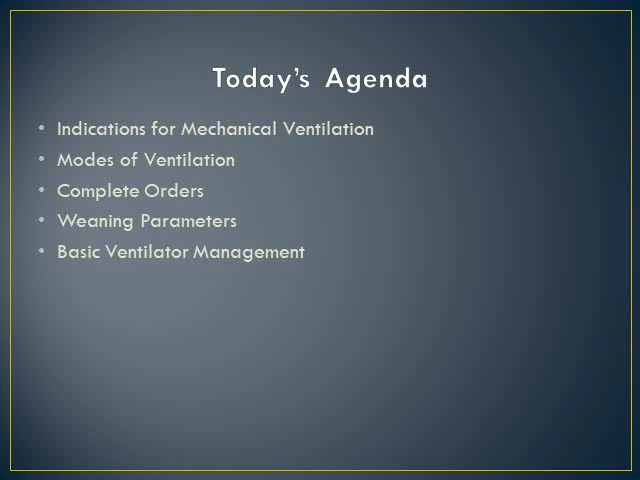 Today’s Agenda
• Indications for Mechanical Ventilation
• Modes of Ventilation
• Complete Orders
• Weaning Parameters
• Basic Ventilator Management